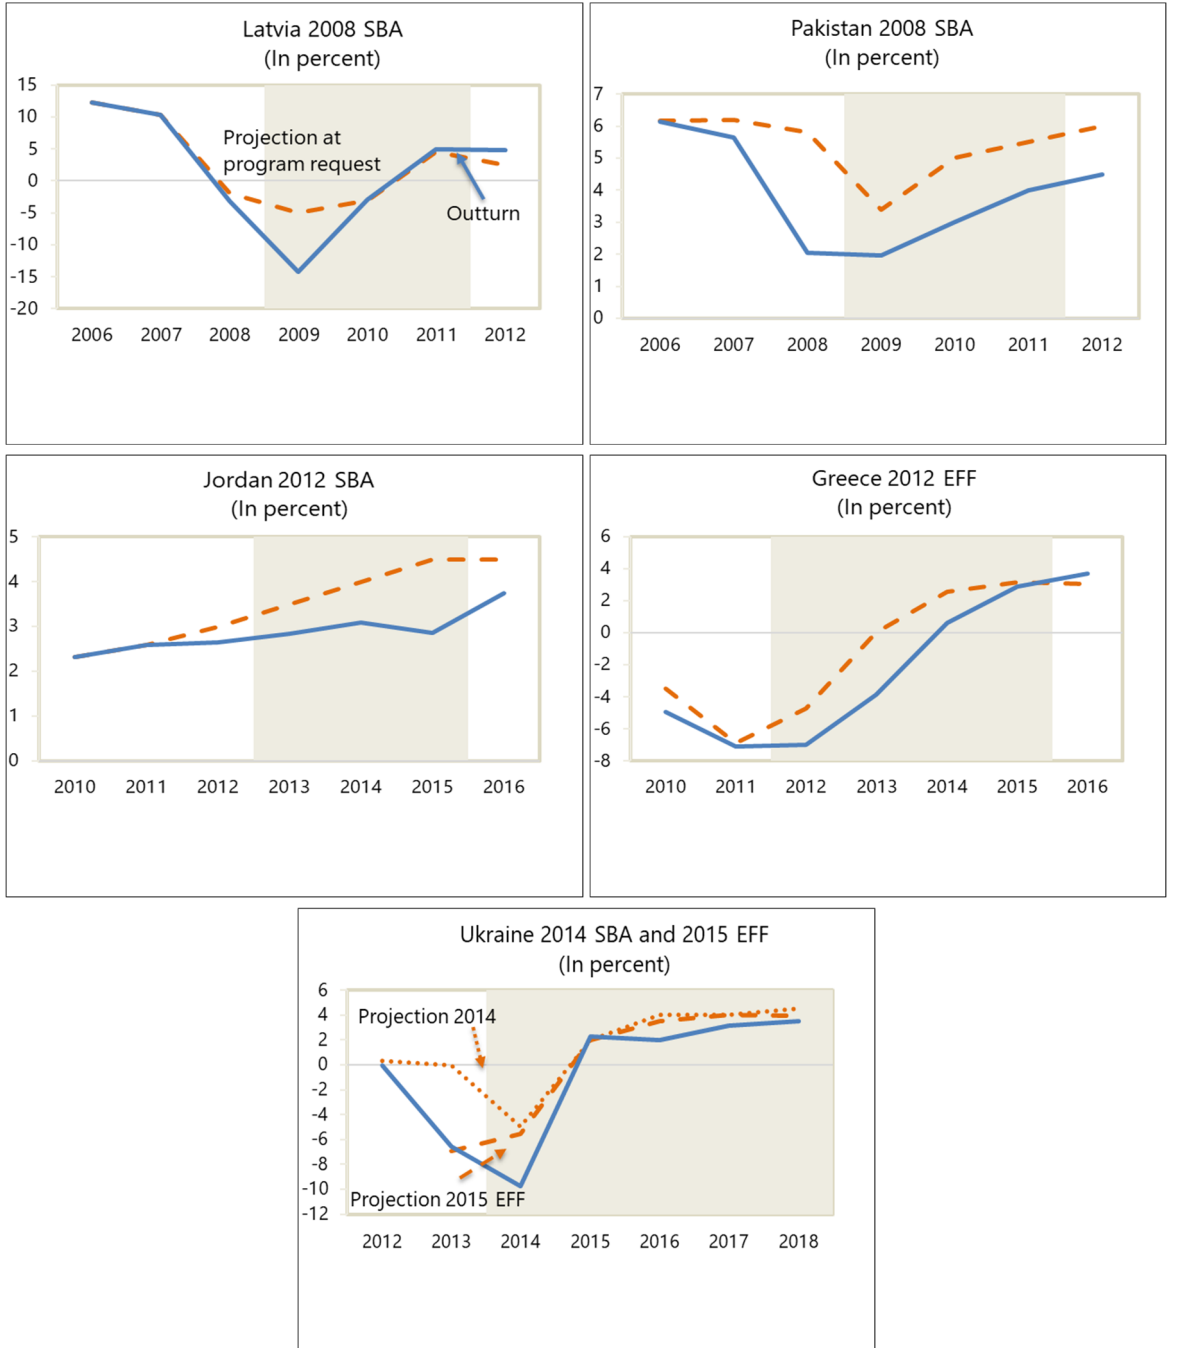 Latvia 2008 SBA
(In percent)
15
10
5
0
-5
-10
-15
-20
Projection at
program request
Outturn
2006 2007 2008 2009 2010 2011 2012
Pakistan 2008 SBA
(In percent)
7
6
5
4
3
2
1
0
2006 2007 2008 2009 2010 2011 2012
Jordan 2012 SBA
(In percent)
5
4
3
2
1
0
2010 2011 2012 2013 2014 2015 2016
Greece 2012 EFF
(In percent)
6
4
2
0
-2
-4
-6
-8
2010 2011 2012 2013 2014 2015 2016
Ukraine 2014 SBA and 2015 EFF
(In percent)
6
4
2
0
-2
-4
-6
-8
-10
-12
Projection 2014
Projection 2015 EFF
2012 2013 2014 2015 2016 2017 2018